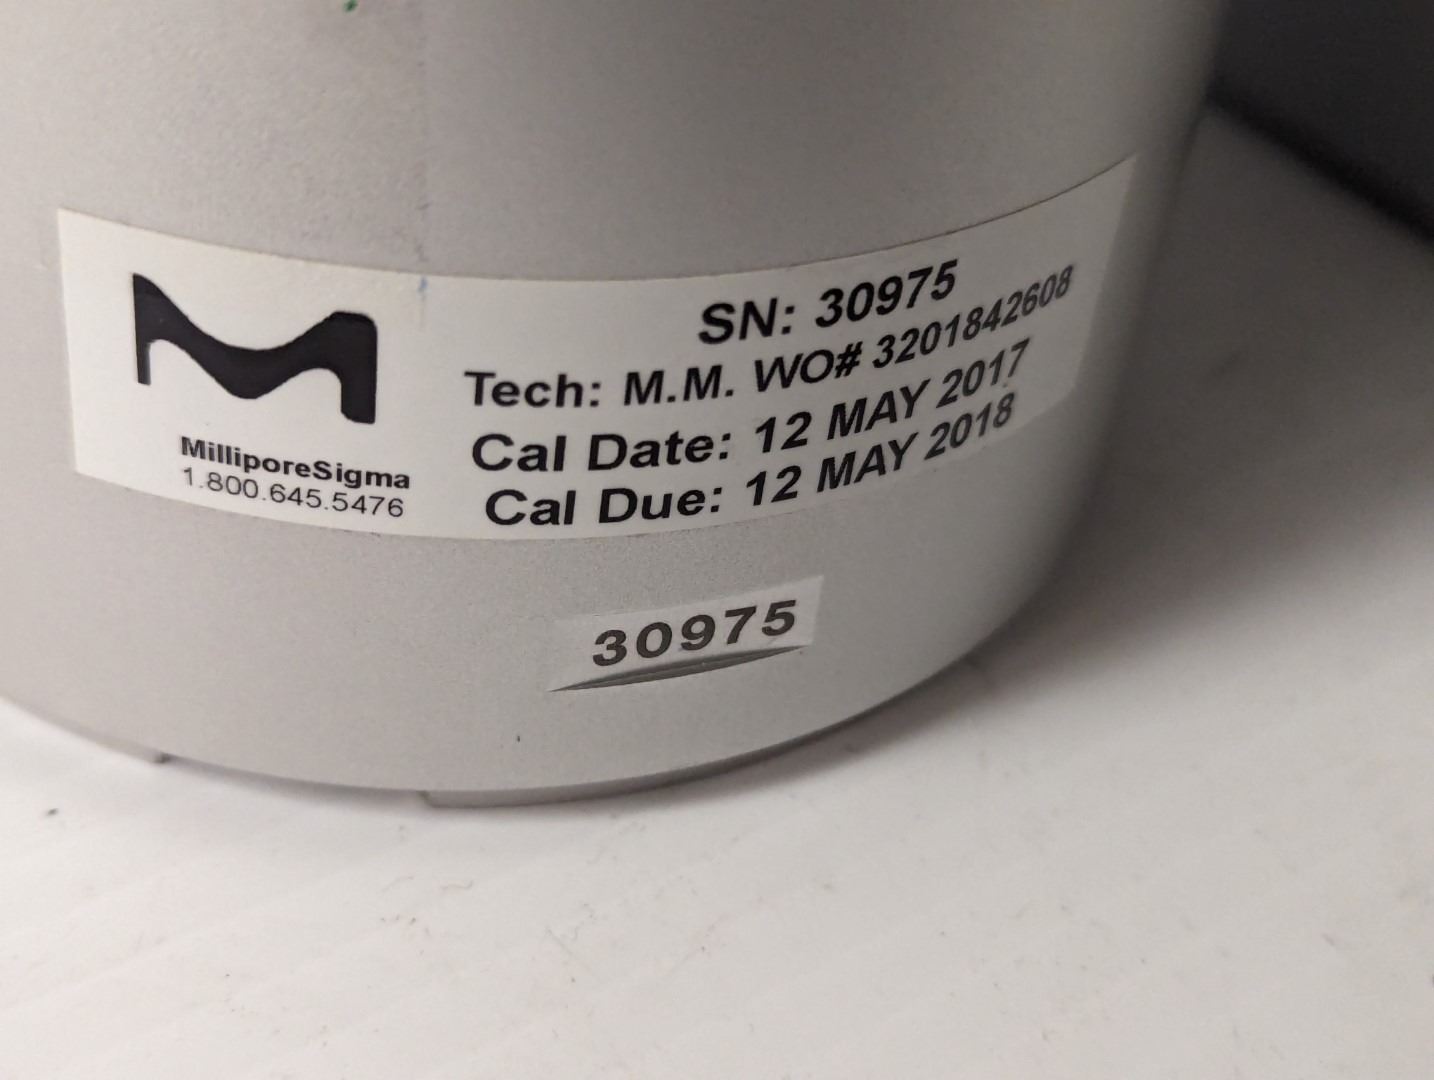 SN: 30975
Tech: M.M. WO# 3201842608
Cal Date: 12 MAY 2017
Cal Due: 12 MAY 2018
MilliporeSigma
1.800.645.5476
30975